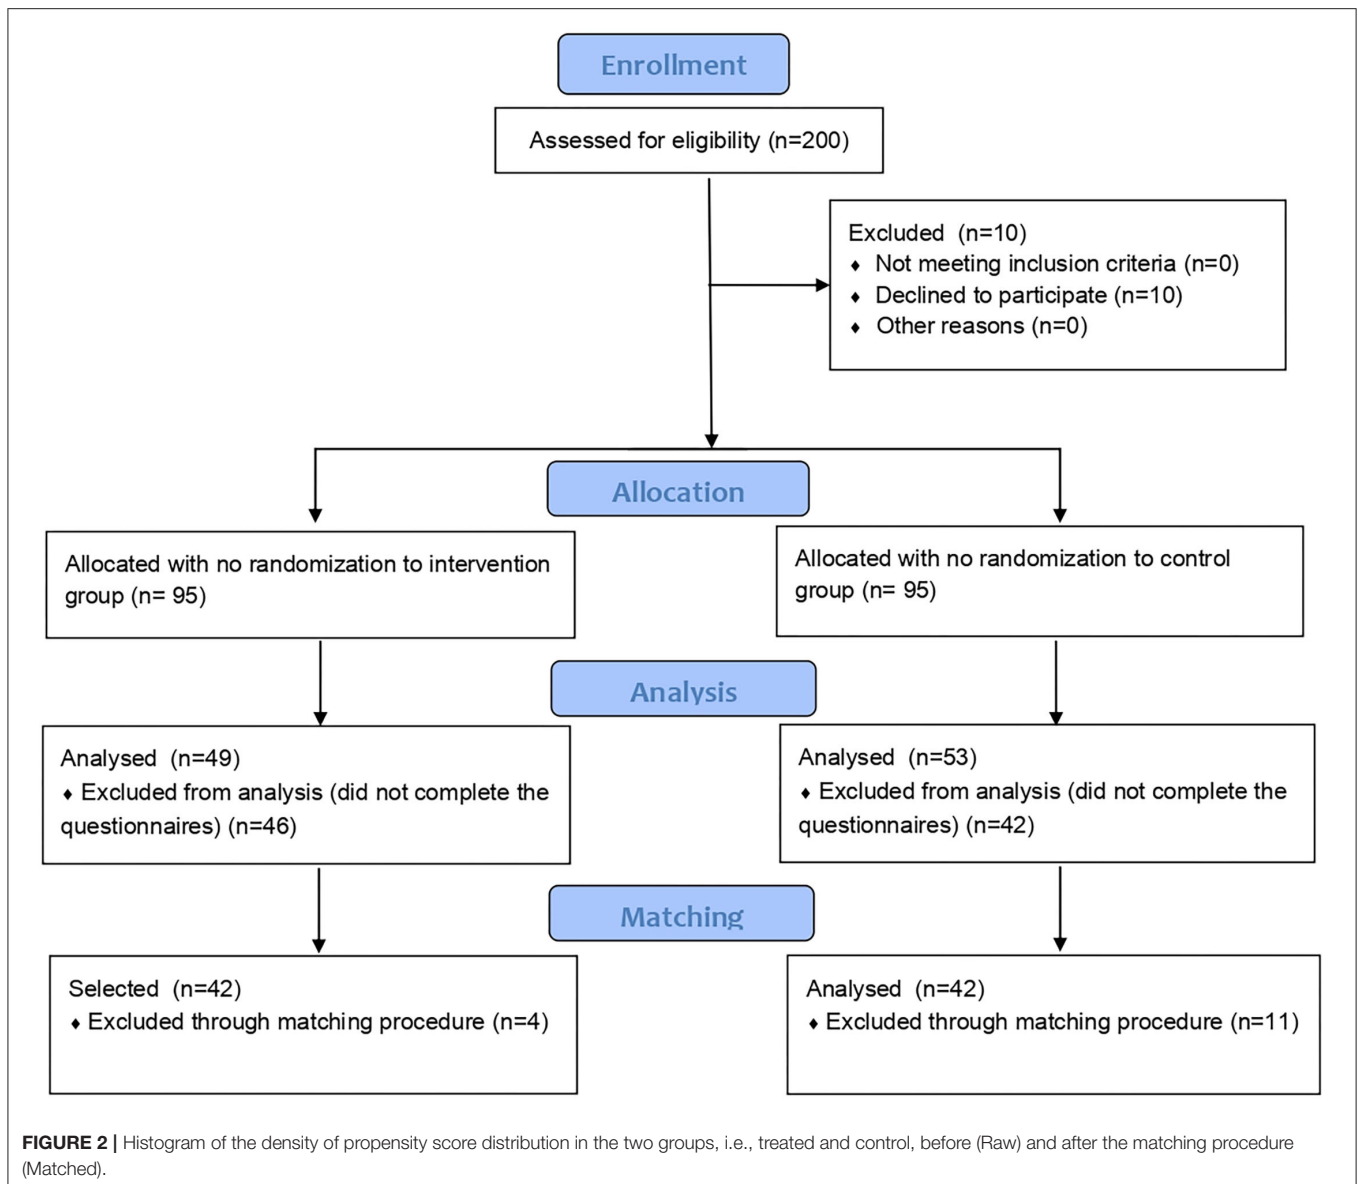 Enrollment
Assessed for eligibility (n=200)
Excluded (n=10)
♦ Not meeting inclusion criteria (n=0)
♦ Declined to participate (n=10)
♦ Other reasons (n=0)
Allocation
Allocated with no randomization to intervention
group (n= 95)
Allocated with no randomization to control
group (n= 95)
Analysis
Analysed (n=49)
♦ Excluded from analysis (did not complete the
questionnaires) (n=46)
Analysed (n=53)
♦ Excluded from analysis (did not complete the
questionnaires) (n=42)
Matching
Selected (n=42)
♦ Excluded through matching procedure (n=4)
Analysed (n=42)
♦ Excluded through matching procedure (n=11)
FIGURE 2 | Histogram of the density of propensity score distribution in the two groups, i.e., treated and control, before (Raw) and after the matching procedure
(Matched).